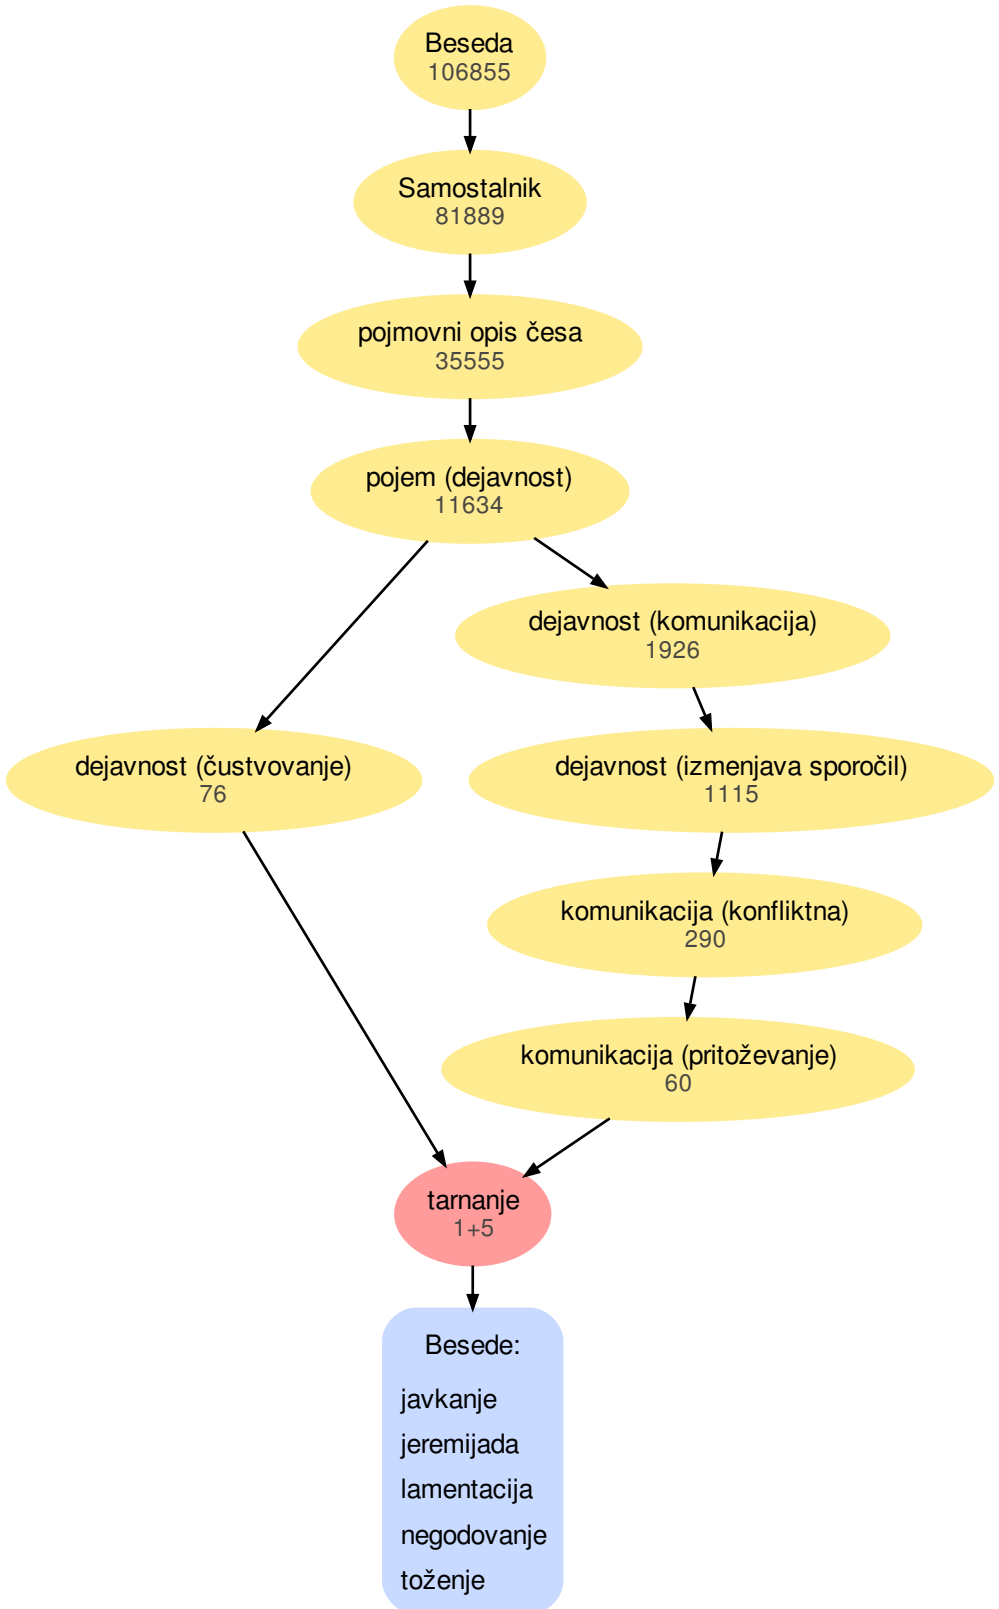 Beseda
106855
Samostalnik
81889
pojmovni opis česa
35555
pojem (dejavnost)
11634
dejavnost (komunikacija)
1926
dejavnost (čustvovanje)
76
dejavnost (izmenjava sporočil)
1115
komunikacija (konfliktna)
290
komunikacija (pritoževanje)
60
tarnanje
1+5
Besede:
javkanje
jeremijada
lamentacija
negodovanje
toženje